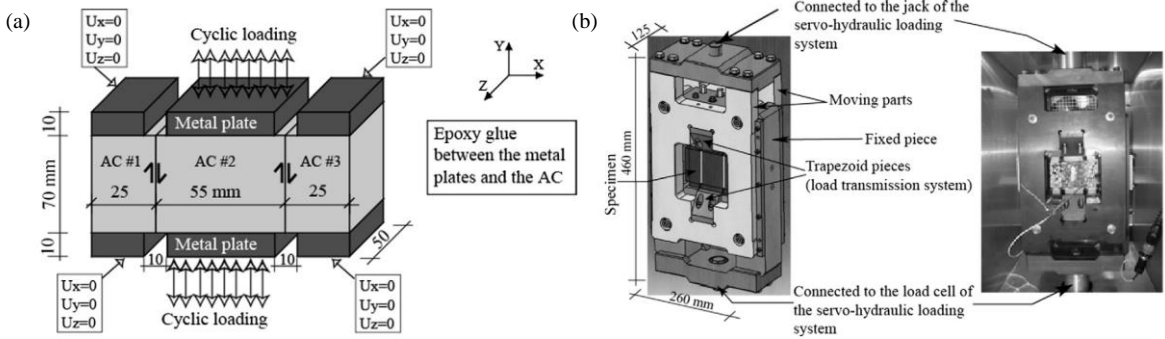 (a)
Ux=0
Uy=0
Uz=0
Cyclic loading
Ux=0
Uy=0
Uz=0
Y
X
Z
10
Metal plate
AC #1
AC #2
AC #3
70 mm
25
55 mm
25
Epoxy glue
between the metal
plates and the AC
10
Metal plate
50
10
10
Ux=0
Uy=0
Uz=0
Cyclic loading
Ux=0
Uy=0
Uz=0
(b)
Connected to the jack of the
servo-hydraulic loading
system
125
Moving parts
Fixed piece
460 mm
Specimen
Trapezoid pieces
(load transmission system)
260 mm
Connected to the load cell of
the servo-hydraulic loading
system